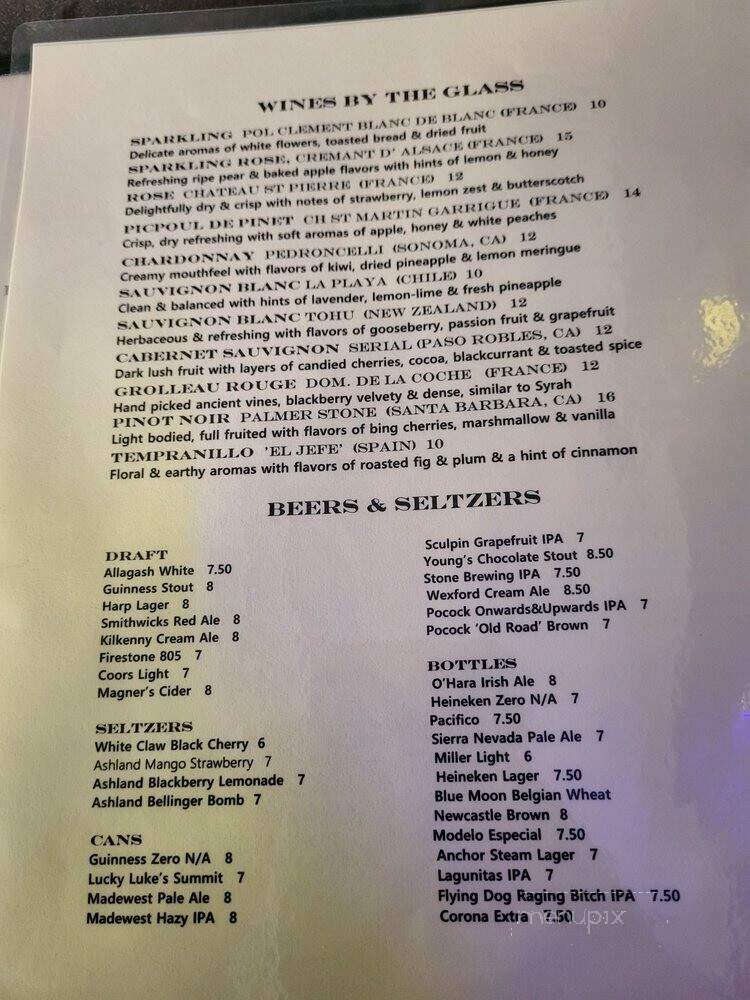 WINES BY THE GLASS
SPARKLING POL CLEMENT BLANC DE BLANC (FRANCE) 10
Delicate aromas of white flowers, toasted bread & dried fruit
SPARKLING ROSE, CREMANT D' ALSACE (FRANCE) 15
Refreshing ripe pear & baked apple flavors with hints of lemon & honey
ROSE CHATEAU ST PIERRE (FRANCE) 12
Delightfully dry & crisp with notes of strawberry, lemon zest & butterscotch
PICPOUL DE PINET CH ST MARTIN GARRIGUE (FRANCE) 14
Crisp, dry refreshing with soft aromas of apple, honey & white peaches
CHARDONNAY PEDRONCELLI (SONOMA, CA) 12
Creamy mouthfeel with flavors of kiwi, dried pineapple & lemon meringue
SAUVIGNON BLANC LA PLAYA (CHILE) 10
Clean & balanced with hints of lavender, lemon-lime & fresh pineapple
SAUVIGNON BLANC TOHU (NEW ZEALAND) 12
Herbaceous & refreshing with flavors of gooseberry, passion fruit & grapefruit
CABERNET SAUVIGNON SERIAL (PASO ROBLES, CA) 12
Dark lush fruit with layers of candied cherries, cocoa, blackcurrant & toasted spice
GROLLEAU ROUGE DOM. DE LA COCHE (FRANCE) 12
Hand picked ancient vines, blackberry velvety & dense, similar to Syrah
PINOT NOIR PALMER STONE (SANTA BARBARA, CA) 16
Light bodied, full fruited with flavors of bing cherries, marshmallow & vanilla
TEMPRANILLO 'EL JEFE' (SPAIN) 10
Floral & earthy aromas with flavors of roasted fig & plum & a hint of cinnamon
BEERS & SELTZERS
DRAFT
Allagash White 7.50
Guinness Stout 8
Harp Lager 8
Smithwicks Red Ale 8
Kilkenny Cream Ale 8
Firestone 805 7
Coors Light 7
Magner's Cider 8
SELTZERS
White Claw Black Cherry 6
Ashland Mango Strawberry 7
Ashland Blackberry Lemonade 7
Ashland Bellinger Bomb 7
CANS
Guinness Zero N/A 8
Lucky Luke's Summit 7
Madewest Pale Ale 8
Madewest Hazy IPA 8
Sculpin Grapefruit IPA 7
Young's Chocolate Stout 8.50
Stone Brewing IPA 7.50
Wexford Cream Ale 8.50
Pocock Onwards&Upwards IPA 7
Pocock 'Old Road' Brown 7
BOTTLES
O'Hara Irish Ale 8
Heineken Zero N/A 7
Pacifico 7.50
Sierra Nevada Pale Ale 7
Miller Light 6
Heineken Lager 7.50
Blue Moon Belgian Wheat
Newcastle Brown 8
Modelo Especial 7.50
Anchor Steam Lager 7
Lagunitas IPA 7
Flying Dog Raging Bitch IPA 7.50
Corona Extra 7.50
menupix